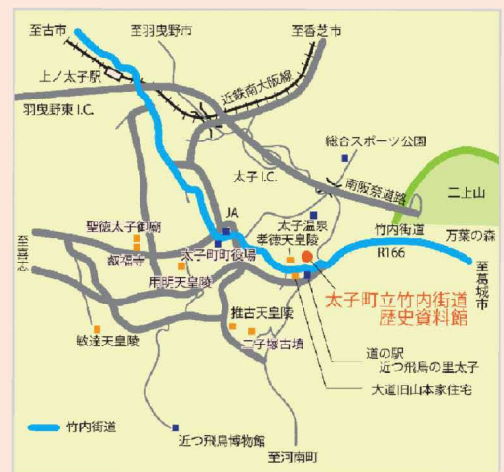 至古市
至羽曳野市
至香芝市
上ノ太子駅
近鉄南大阪線
羽曳野東I.C.
総合スポーツ公園
太子I.C.
南阪奈道路
二上山
聖徳太子御廟
JA
太子温泉
孝徳天皇陵
竹内街道
R166
万葉の森
至喜志
叡福寺
太子町町役場
用明天皇陵
至葛城市
太子町立竹内街道
歴史資料館
推古天皇陵
敏達天皇陵
二子塚古墳
道の駅
近つ飛鳥の里太子
大道旧山本家住宅
竹内街道
近つ飛鳥博物館
至河南町